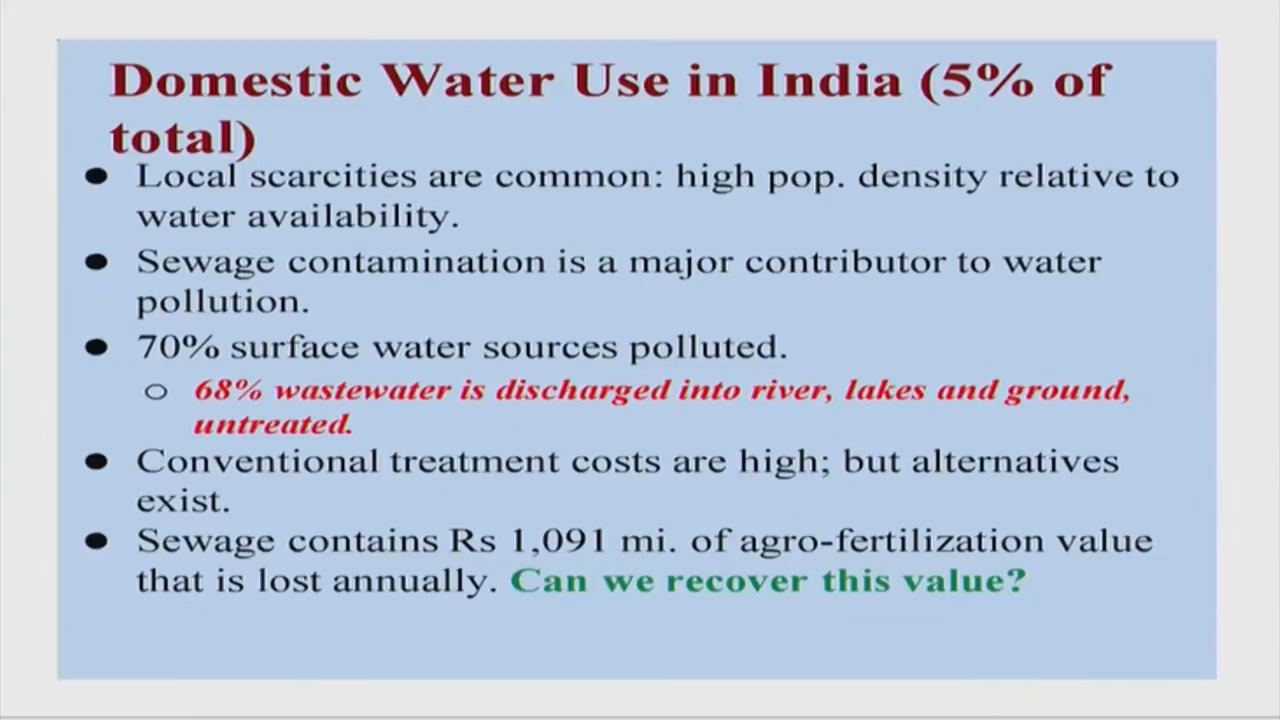 Domestic Water Use in India (5% of
total)
● Local scarcities are common: high pop. density relative to
water availability.
● Sewage contamination is a major contributor to water
pollution.
● 70% surface water sources polluted.
○ 68% wastewater is discharged into river, lakes and ground,
untreated.
● Conventional treatment costs are high; but alternatives
exist.
● Sewage contains Rs 1,091 mi. of agro-fertilization value
that is lost annually. Can we recover this value?